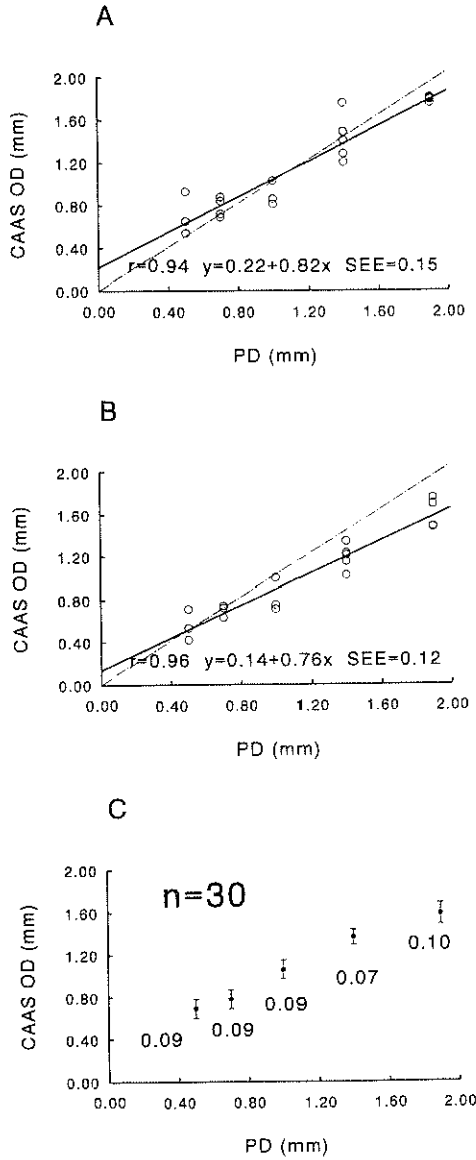 A
2.00
1.60
1.20
0.80
0.40
0.00
CAAS OD (mm)
r=0.94 y=0.22+0.82x SEE=0.15
0.00 0.40 0.80 1.20 1.60 2.00
PD (mm)
B
2.00
1.60
1.20
0.80
0.40
0.00
CAAS OD (mm)
r=0.96 y=0.14+0.76x SEE=0.12
0.00 0.40 0.80 1.20 1.60 2.00
PD (mm)
C
2.00
1.60
1.20
0.80
0.40
0.00
CAAS OD (mm)
n=30
0.09 0.09 0.09 0.07 0.10
0.00 0.40 0.80 1.20 1.60 2.00
PD (mm)